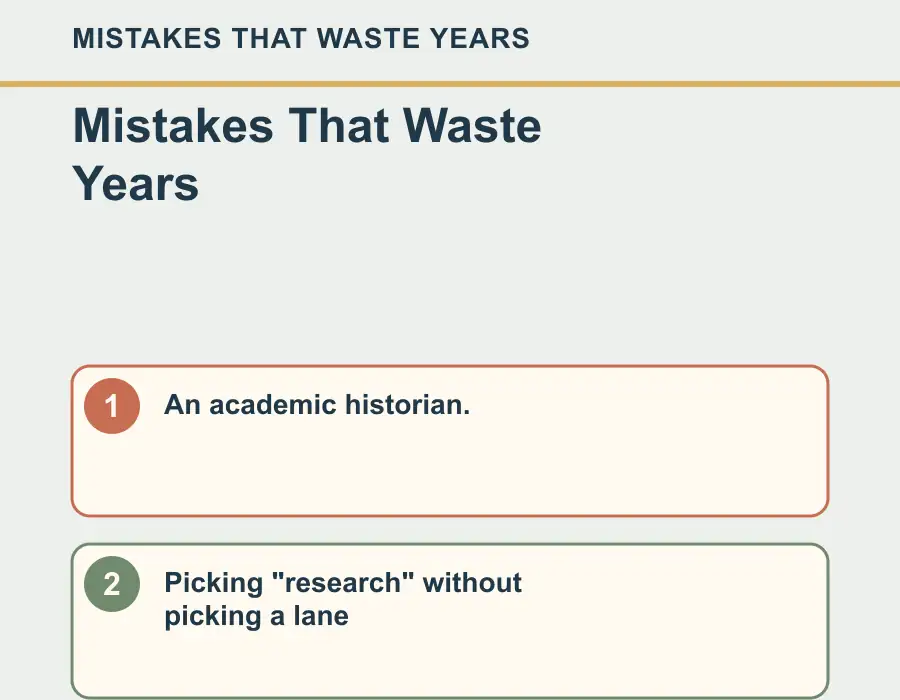 MISTAKES THAT WASTE YEARS
Mistakes That Waste
Years
1
An academic historian.
2
Picking "research" without
picking a lane